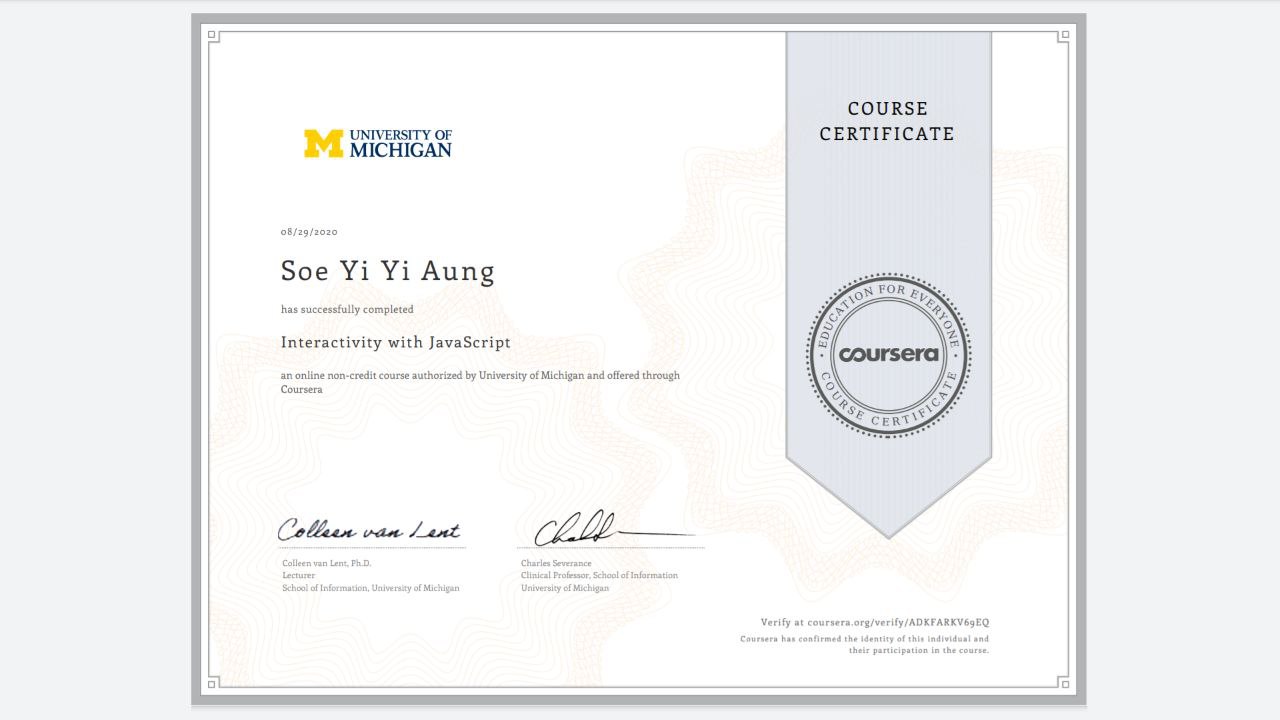 COURSE
CERTIFICATE
UNIVERSITY OF
MICHIGAN
08/29/2020
Soe Yi Yi Aung
has successfully completed
Interactivity with JavaScript
an online non-credit course authorized by University of Michigan and offered through
Coursera
EDUCATION FOR EVERYONE
coursera
COURSE CERTIFICATE
Colleen van Lent
Colleen van Lent, Ph.D.
Lecturer
School of Information, University of Michigan
Charles Severance
Clinical Professor, School of Information
University of Michigan
Verify at coursera.org/verify/ADKFARKV69EQ
Coursera has confirmed the identity of this individual and
their participation in the course.